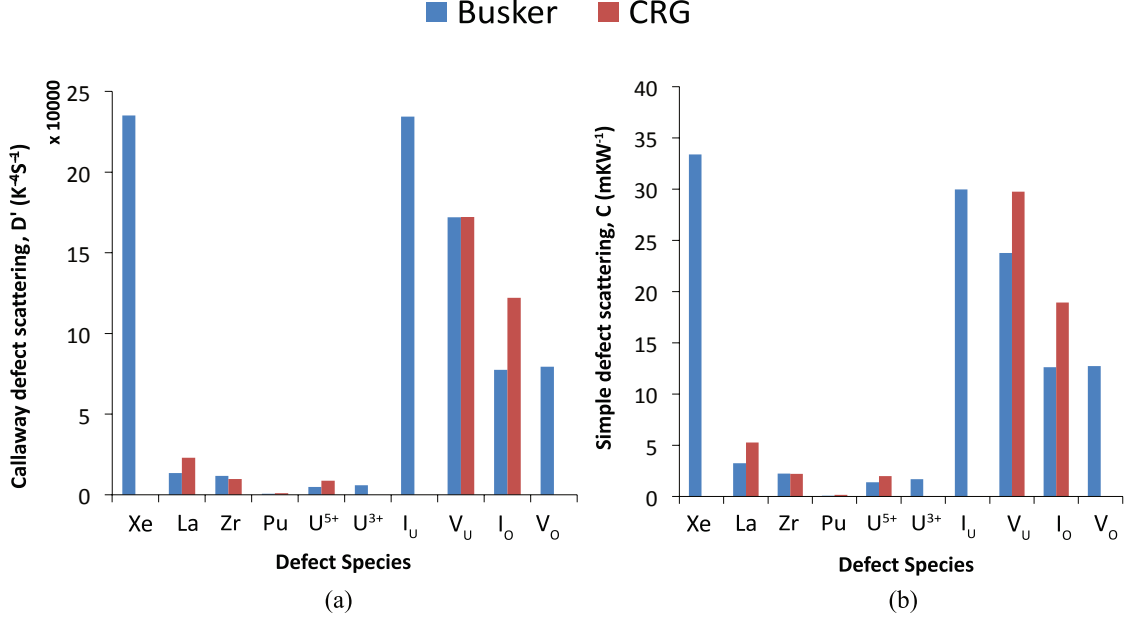 Busker CRG
Callaway defect scattering, D' (K⁻⁴S⁻¹)
x 10000
25
20
15
10
5
0
Xe La Zr Pu U⁵⁺ U³⁺ I_U V_U I_O V_O
Defect Species
(a)
Simple defect scattering, C (mKW⁻¹)
40
35
30
25
20
15
10
5
0
Xe La Zr Pu U⁵⁺ U³⁺ I_U V_U I_O V_O
Defect Species
(b)